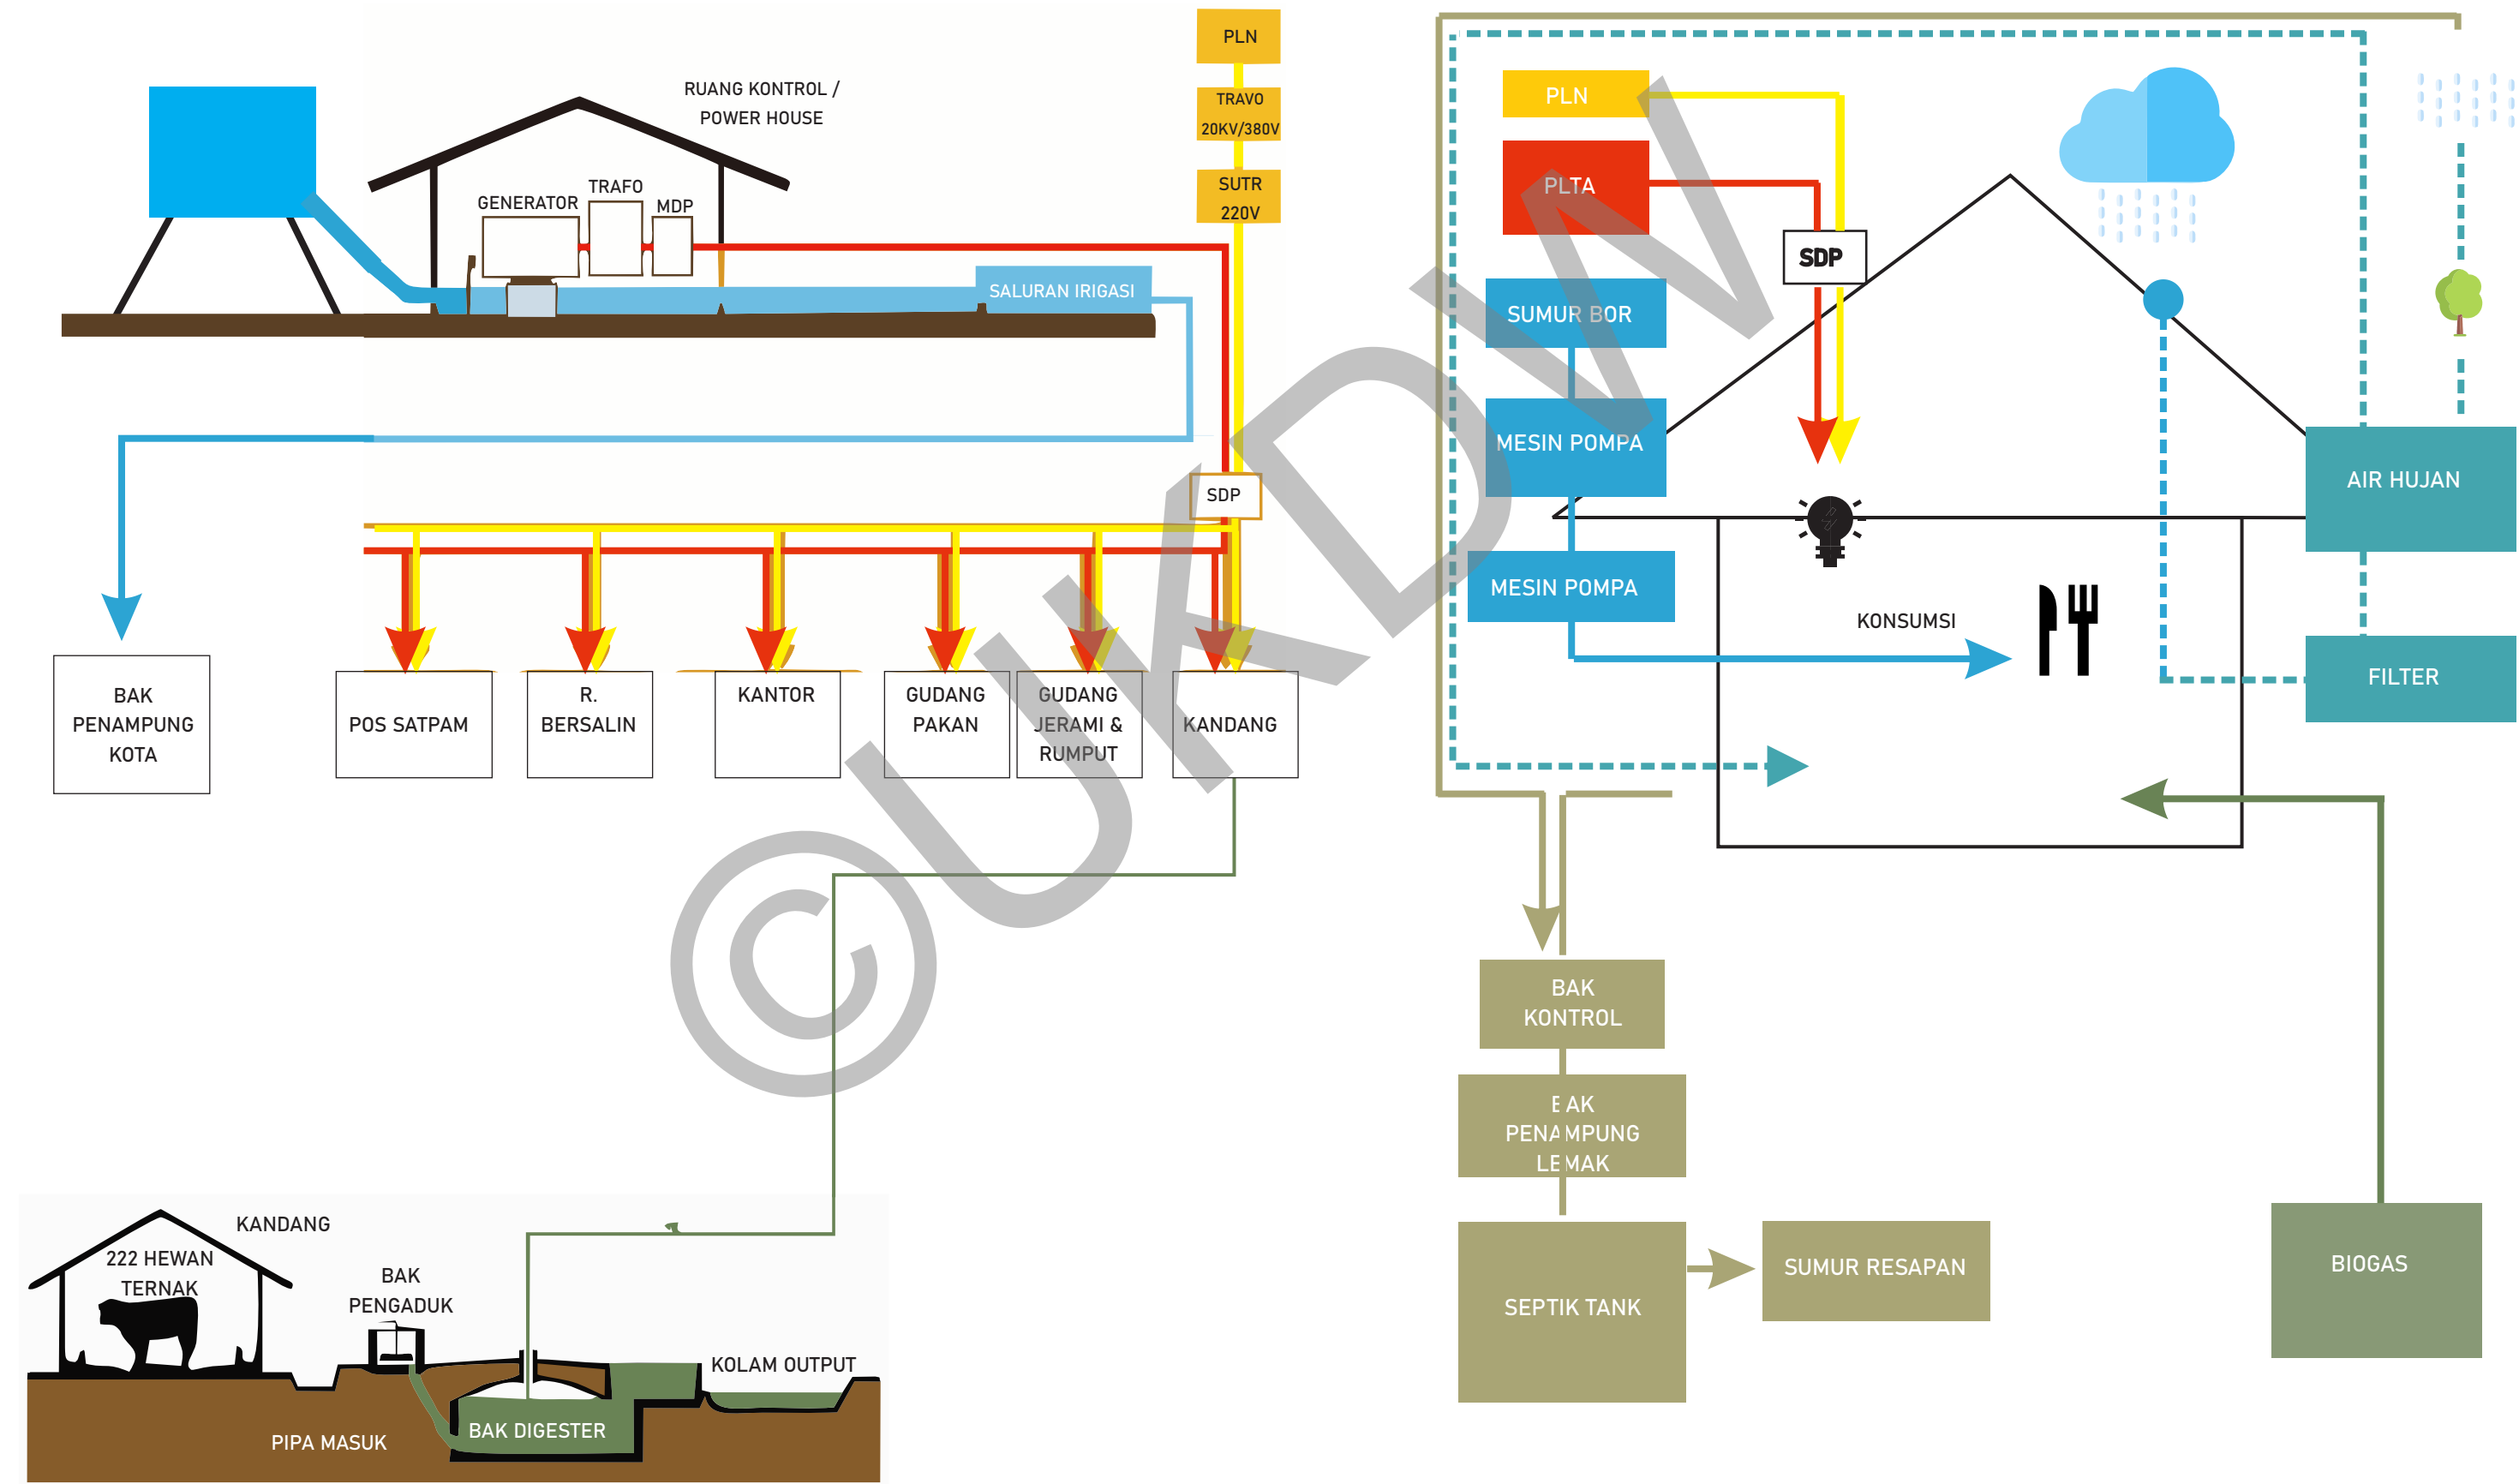 RUANG KONTROL /
POWER HOUSE
GENERATOR
TRAFO
MDP
SALURAN IRIGASI
PLN
TRAVO
20KV/380V
SUTR
220V
SDP
BAK
PENAMPUNG
KOTA
POS SATPAM
R.
BERSALIN
KANTOR
GUDANG
PAKAN
GUDANG
JERAMI &
RUMPUT
KANDANG
KANDANG
222 HEWAN
TERNAK
BAK
PENGADUK
KOLAM OUTPUT
BAK DIGESTER
PIPA MASUK
PLN
PLTA
SDP
SUMUR BOR
MESIN POMPA
MESIN POMPA
KONSUMSI
AIR HUJAN
FILTER
BAK
KONTROL
BAK
PENAMPUNG
LEMAK
SEPTIK TANK
SUMUR RESAPAN
BIOGAS
©UKDW